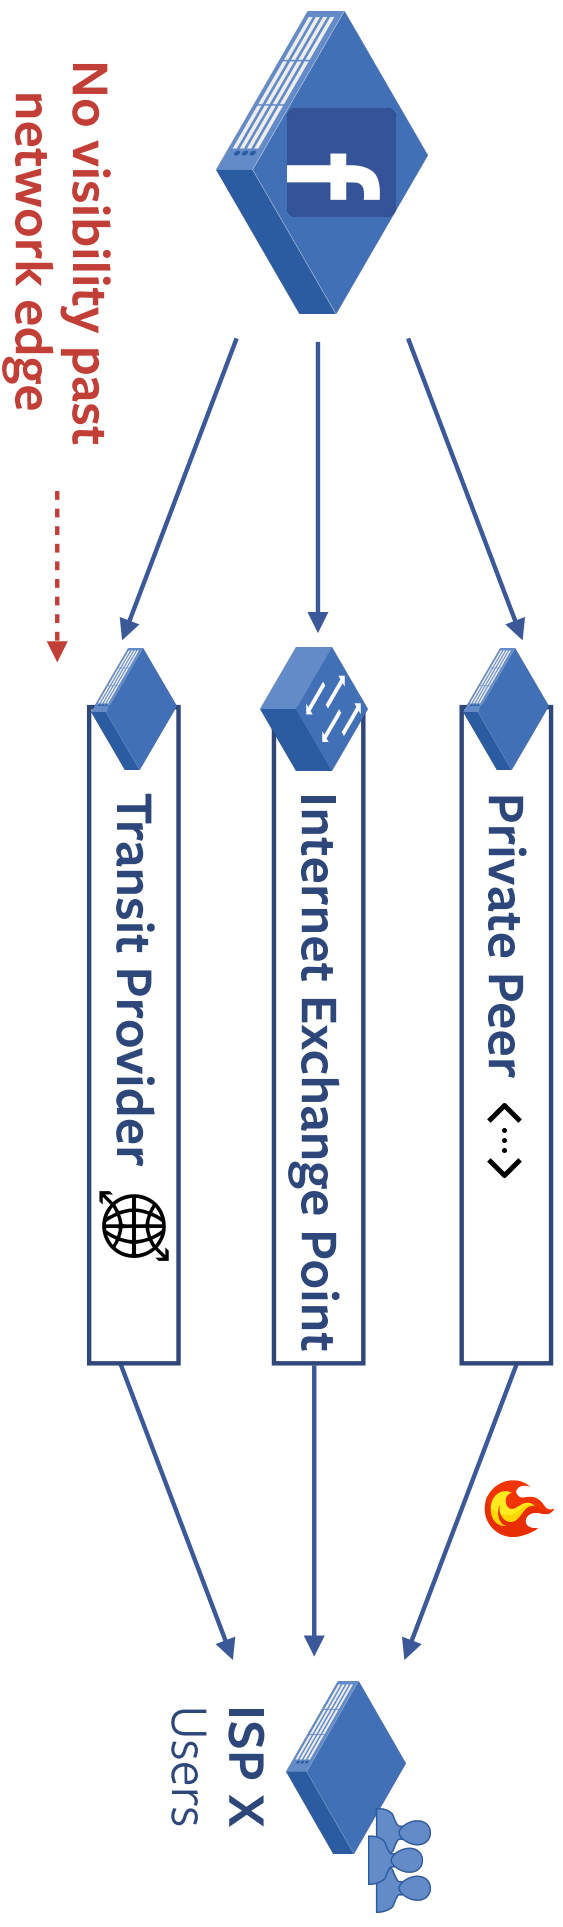 f
Private Peer
Internet Exchange Point
Transit Provider
No visibility past
network edge
ISP X
Users